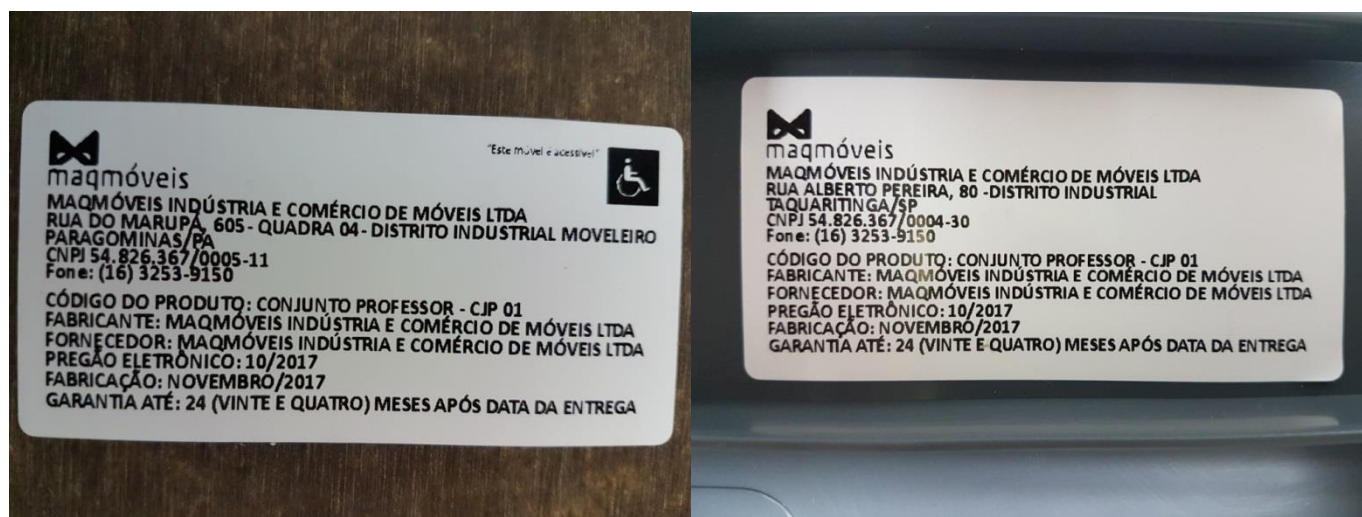 maqmóveis
"Este móvel é acessível"
MAQMÓVEIS INDÚSTRIA E COMÉRCIO DE MÓVEIS LTDA
RUA DO MARUPÁ, 605 - QUADRA 04 - DISTRITO INDUSTRIAL MOVELEIRO
PARAGOMINAS/PA
CNPJ 54.826.367/0005-11
Fone: (16) 3253-9150
CÓDIGO DO PRODUTO: CONJUNTO PROFESSOR - CJP 01
FABRICANTE: MAQMÓVEIS INDÚSTRIA E COMÉRCIO DE MÓVEIS LTDA
FORNECEDOR: MAQMÓVEIS INDÚSTRIA E COMÉRCIO DE MÓVEIS LTDA
PREGÃO ELETRÔNICO: 10/2017
FABRICAÇÃO: NOVEMBRO/2017
GARANTIA ATÉ: 24 (VINTE E QUATRO) MESES APÓS DATA DA ENTREGA
maqmóveis
MAQMÓVEIS INDÚSTRIA E COMÉRCIO DE MÓVEIS LTDA
RUA ALBERTO PEREIRA, 80 -DISTRITO INDUSTRIAL
TAQUARITINGA/SP
CNPJ 54.826.367/0004-30
Fone: (16) 3253-9150
CÓDIGO DO PRODUTO: CONJUNTO PROFESSOR - CJP 01
FABRICANTE: MAQMÓVEIS INDÚSTRIA E COMÉRCIO DE MÓVEIS LTDA
FORNECEDOR: MAQMÓVEIS INDÚSTRIA E COMÉRCIO DE MÓVEIS LTDA
PREGÃO ELETRÔNICO: 10/2017
FABRICAÇÃO: NOVEMBRO/2017
GARANTIA ATÉ: 24 (VINTE E QUATRO) MESES APÓS DATA DA ENTREGA